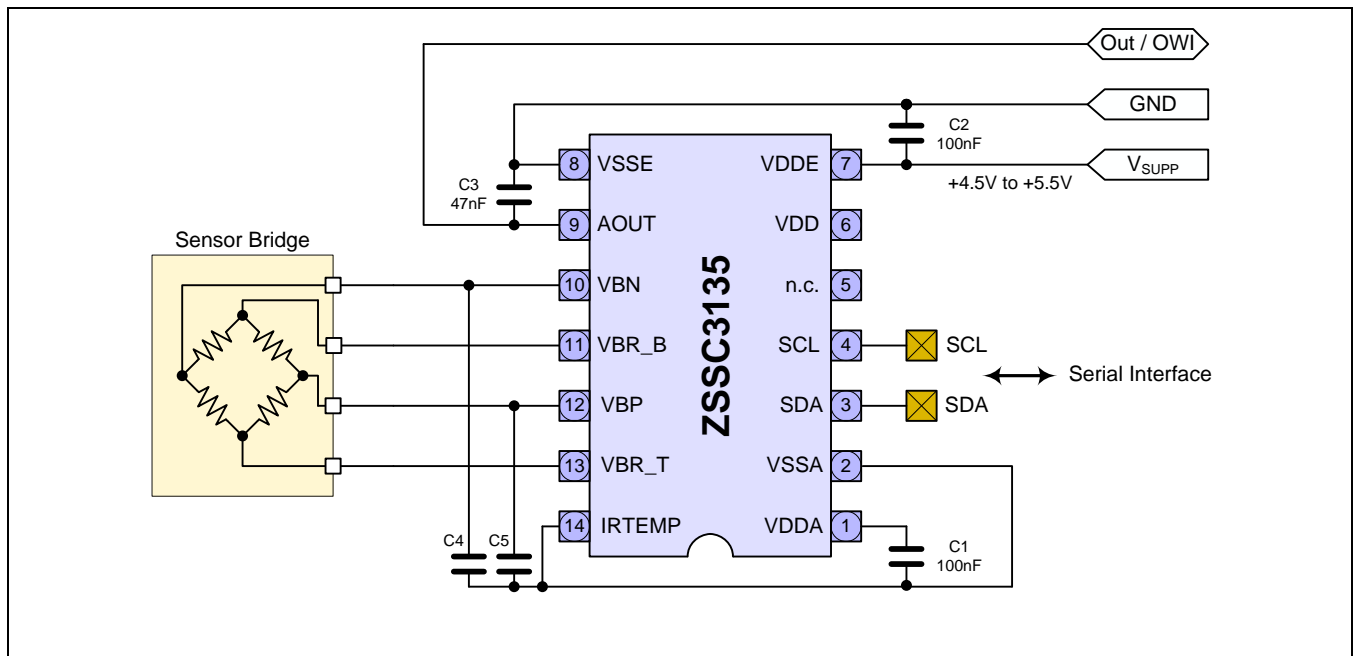 Out / OWI
GND
C2
100nF
V_SUPP
+4.5V to +5.5V
8 VSSE
VDDE 7
C3
47nF
9 AOUT
VDD 6
Sensor Bridge
10 VBN
n.c. 5
11 VBR_B
SCL 4
SCL
Serial Interface
12 VBP
SDA 3
SDA
13 VBR_T
VSSA 2
14 IRTEMP
VDDA 1
ZSSC3135
C4
C5
C1
100nF